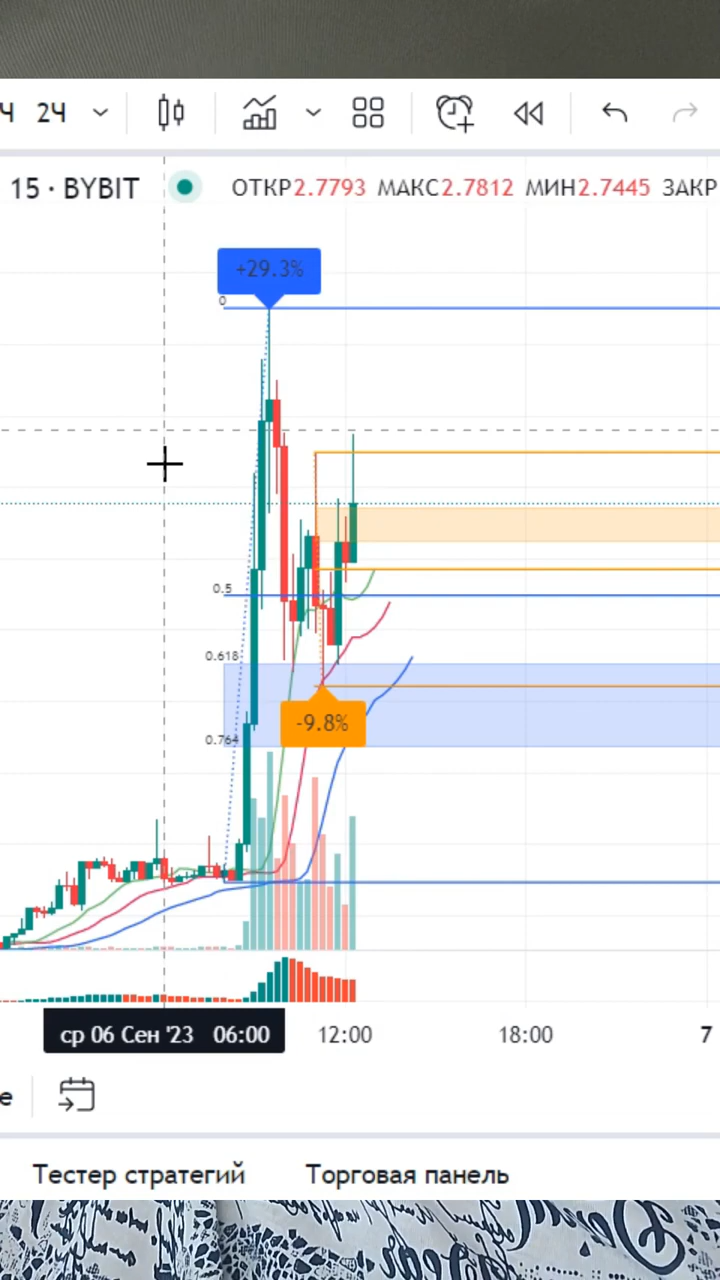 Ч 2Ч
15 · BYBIT ОТКР2.7793 МАКС2.7812 МИН2.7445 ЗАКР
+29.3%
0
0.5
0.618
0.764
-9.8%
ср 06 Сен '23 06:00 12:00 18:00 7
е
Тестер стратегий Торговая панель